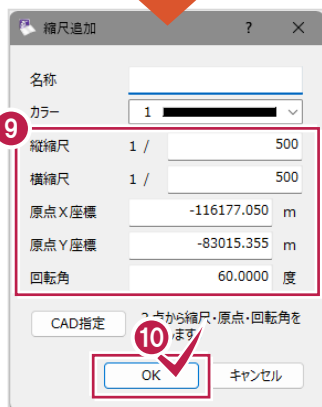 縮尺追加 ? ×
名称
カラー 1
9
縦縮尺 1 / 500
横縮尺 1 / 500
原点X座標 -116177.050 m
原点Y座標 -83015.355 m
回転角 60.0000 度
CAD指定 点から縮尺・原点・回転角を
ます
10
OK キャンセル